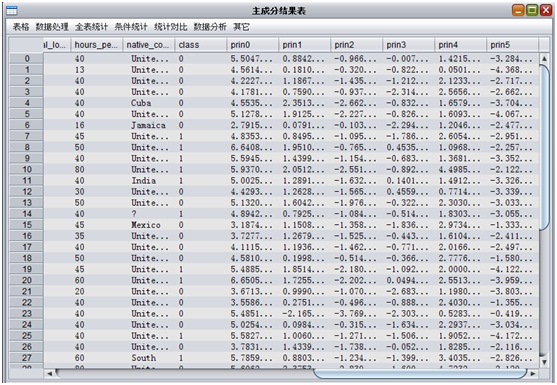 主成分结果表
表格 数据处理 全表统计 条件统计 统计对比 数据分析 其它
al_lo... hours_pe... native_co... class prin0 prin1 prin2 prin3 prin4 prin5
0 40 Unite... 0 5.5047... 0.8842... -0.966... -0.007... 1.4215... -3.284...
1 13 Unite... 0 4.5614... 0.1810... -0.320... -0.822... 0.0501... -4.368...
2 40 Unite... 0 4.2227... 1.1867... -1.435... -1.212... 2.1233... -2.717...
3 40 Unite... 0 4.1781... 0.7590... -0.937... -2.314... 2.5656... -2.662...
4 40 Cuba 0 4.5535... 2.3513... -2.662... -0.832... 1.6579... -3.704...
5 40 Unite... 0 5.1278... 1.9125... -2.227... -0.826... 1.6093... -4.067...
6 16 Jamaica 0 2.7915... 0.0791... -0.103... -2.294... 1.2046... -2.477...
7 45 Unite... 1 4.8353... 0.8495... -1.095... -1.786... 2.6054... -2.951...
8 50 Unite... 1 6.6408... 1.9510... -0.765... 0.4535... 1.0968... -2.257...
9 40 Unite... 1 5.5945... 1.4399... -1.154... -0.683... 1.3681... -3.352...
10 80 Unite... 1 5.9370... 2.0512... -2.551... -0.892... 4.4985... -2.122...
11 40 India 1 5.0025... 1.2891... -1.632... 0.1401... 1.4912... -3.326...
12 30 Unite... 0 4.4293... 1.2628... -1.565... 0.4559... 0.7714... -3.339...
13 50 Unite... 0 5.1320... 1.6042... -1.976... -0.322... 2.3030... -3.033...
14 40 ? 1 4.8942... 0.7925... -1.084... -0.514... 1.8303... -3.055...
15 45 Mexico 0 3.1874... 1.1508... -1.358... -1.836... 2.9734... -1.333...
16 35 Unite... 0 3.7277... 1.2679... -1.525... -0.443... 1.6104... -2.411...
17 40 Unite... 0 4.1115... 1.1936... -1.462... -0.771... 2.0166... -2.497...
18 50 Unite... 0 4.5810... 0.1998... -0.514... -0.366... 2.7776... -1.580...
19 45 Unite... 1 5.4885... 1.8514... -2.180... -1.092... 2.0000... -4.122...
20 60 Unite... 1 6.6505... 1.7255... -2.202... 0.0494... 2.5513... -3.959...
21 20 Unite... 0 3.6713... 0.9990... -1.070... -2.683... 1.1980... -3.803...
22 40 Unite... 0 3.5586... 0.2751... -0.496... -0.888... 2.4030... -1.355...
23 40 Unite... 0 5.4851... -2.165... -3.769... -2.303... 0.5283... -0.419...
24 40 Unite... 0 5.0254... 0.0984... -0.315... -1.634... 2.2937... -3.034...
25 40 Unite... 1 5.5827... 1.0060... -1.271... -1.506... 1.9052... -4.172...
26 40 Unite... 0 3.7831... 1.4339... -1.738... -0.052... 1.8285... -2.116...
27 60 South 1 5.7859... 0.8803... -1.234... -1.399... 3.4035... -2.826...